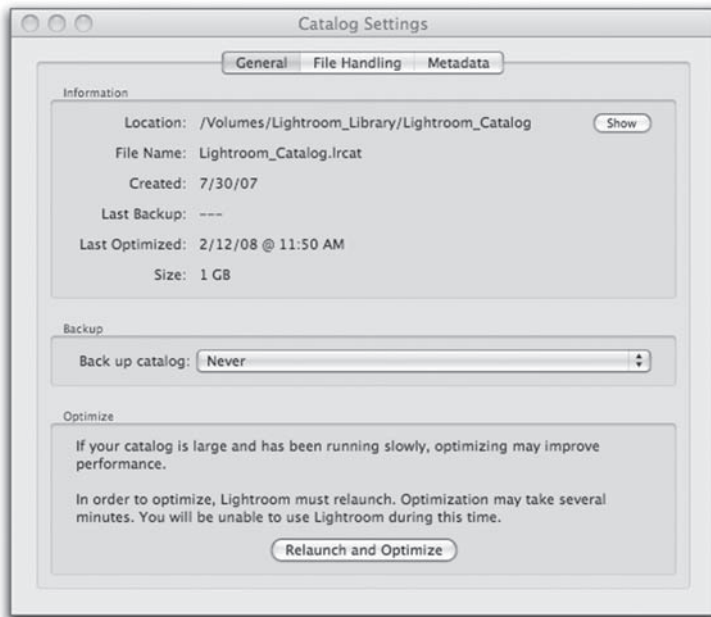 Catalog Settings
General File Handling Metadata
Information
Location: /Volumes/Lightroom_Library/Lightroom_Catalog Show
File Name: Lightroom_Catalog.lrcat
Created: 7/30/07
Last Backup: ---
Last Optimized: 2/12/08 @ 11:50 AM
Size: 1 GB
Backup
Back up catalog: Never
Optimize
If your catalog is large and has been running slowly, optimizing may improve
performance.
In order to optimize, Lightroom must relaunch. Optimization may take several
minutes. You will be unable to use Lightroom during this time.
Relaunch and Optimize